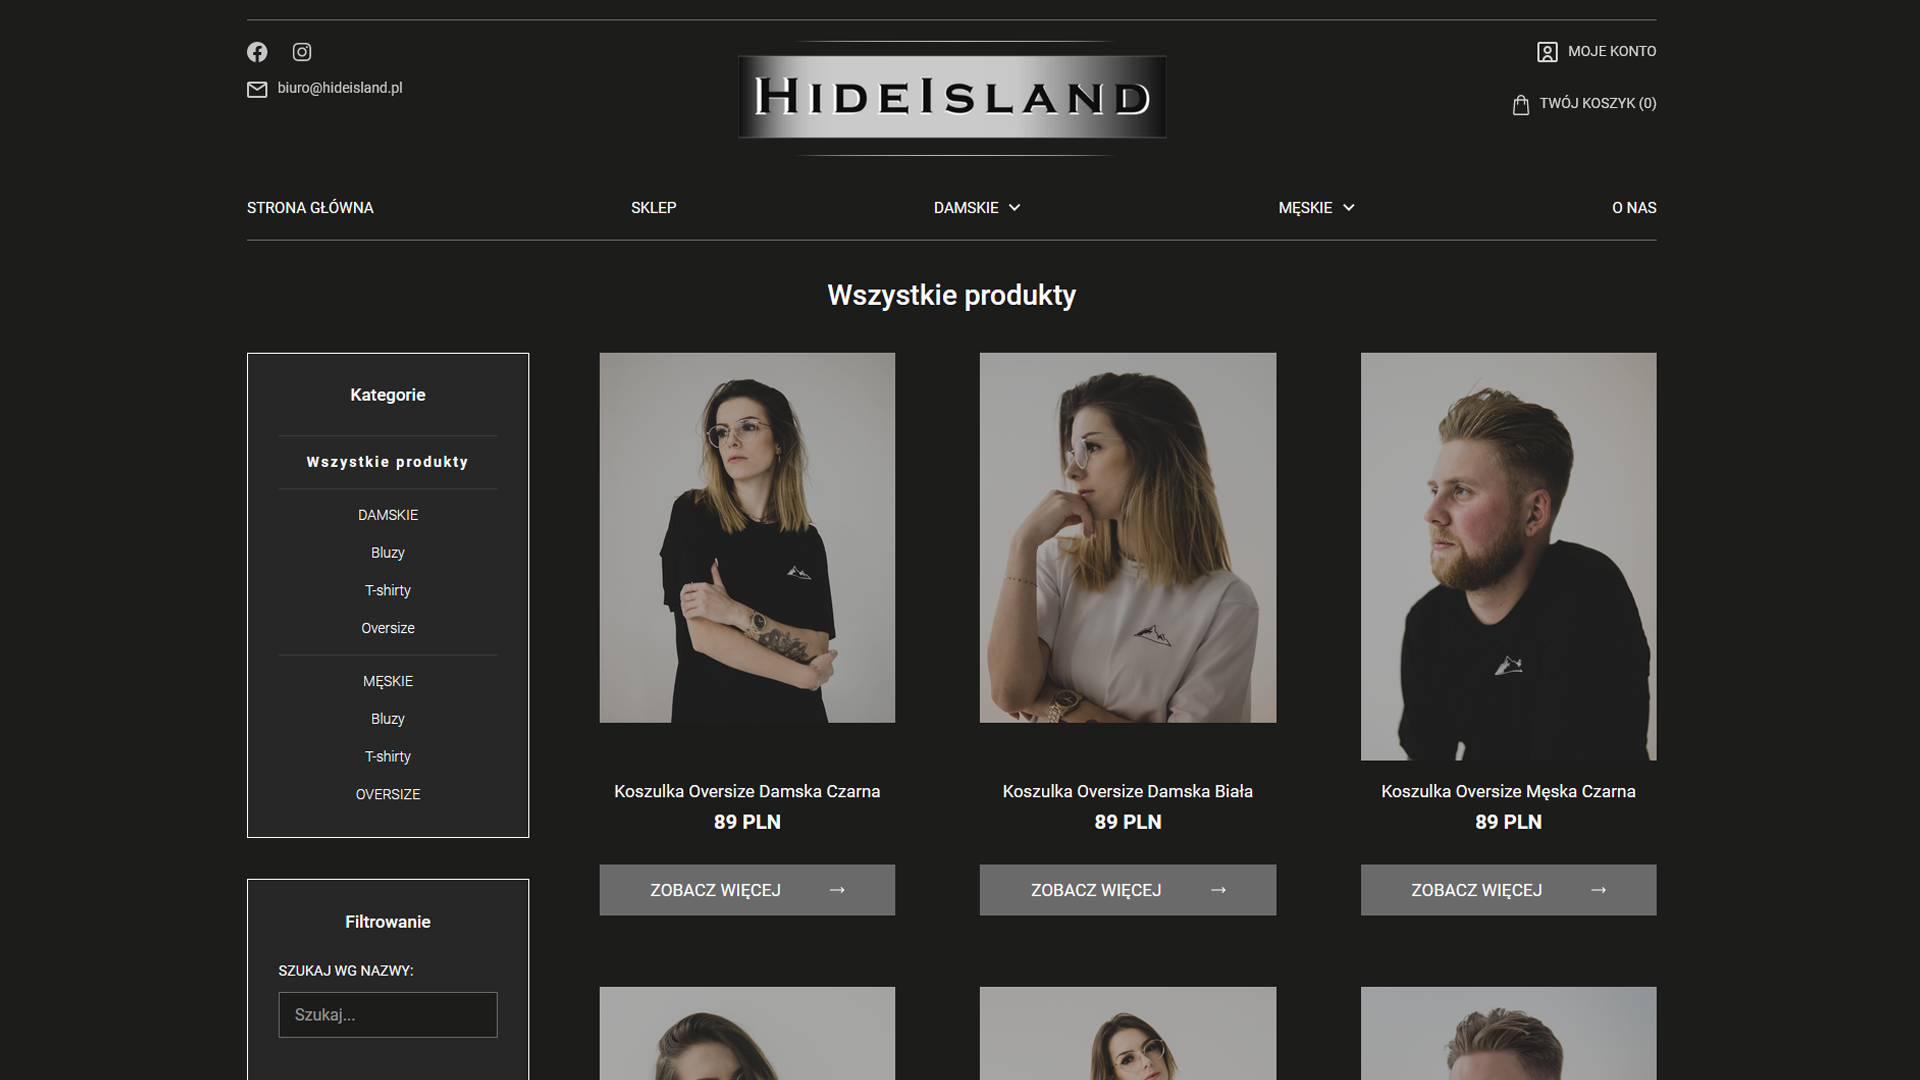 MOJE KONTO
biuro@hideisland.pl
HIDEISLAND
TWÓJ KOSZYK (0)
STRONA GŁÓWNA
SKLEP
DAMSKIE
MĘSKIE
O NAS
Wszystkie produkty
Kategorie
Wszystkie produkty
DAMSKIE
Bluzy
T-shirty
Oversize
MĘSKIE
Bluzy
T-shirty
OVERSIZE
Koszulka Oversize Damska Czarna
89 PLN
ZOBACZ WIĘCEJ
Koszulka Oversize Damska Biała
89 PLN
ZOBACZ WIĘCEJ
Koszulka Oversize Męska Czarna
89 PLN
ZOBACZ WIĘCEJ
Filtrowanie
SZUKAJ WG NAZWY:
Szukaj...